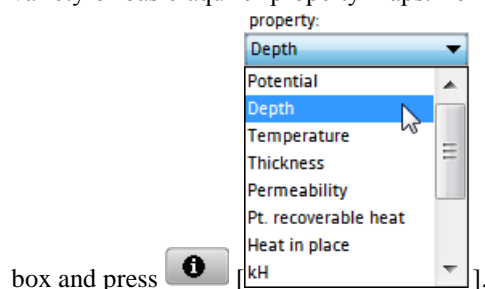 property:
Depth
Potential
Depth
Temperature
Thickness
Permeability
Pt. recoverable heat
Heat in place
kH
box and press [ ].